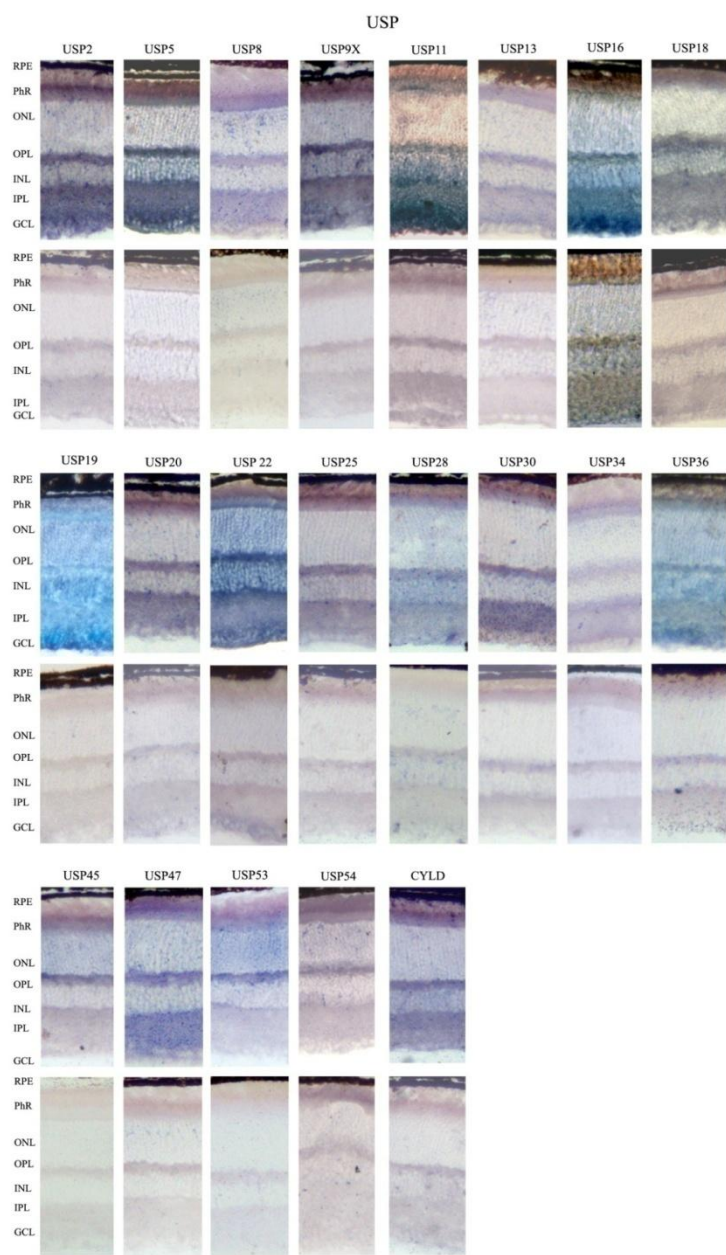 USP
USP2 USP5 USP8 USP9X USP11 USP13 USP16 USP18
RPE
PhR
ONL
OPL
INL
IPL
GCL
RPE
PhR
ONL
OPL
INL
IPL
GCL
USP19 USP20 USP 22 USP25 USP28 USP30 USP34 USP36
RPE
PhR
ONL
OPL
INL
IPL
GCL
RPE
PhR
ONL
OPL
INL
IPL
GCL
USP45 USP47 USP53 USP54 CYLD
RPE
PhR
ONL
OPL
INL
IPL
GCL
RPE
PhR
ONL
OPL
INL
IPL
GCL